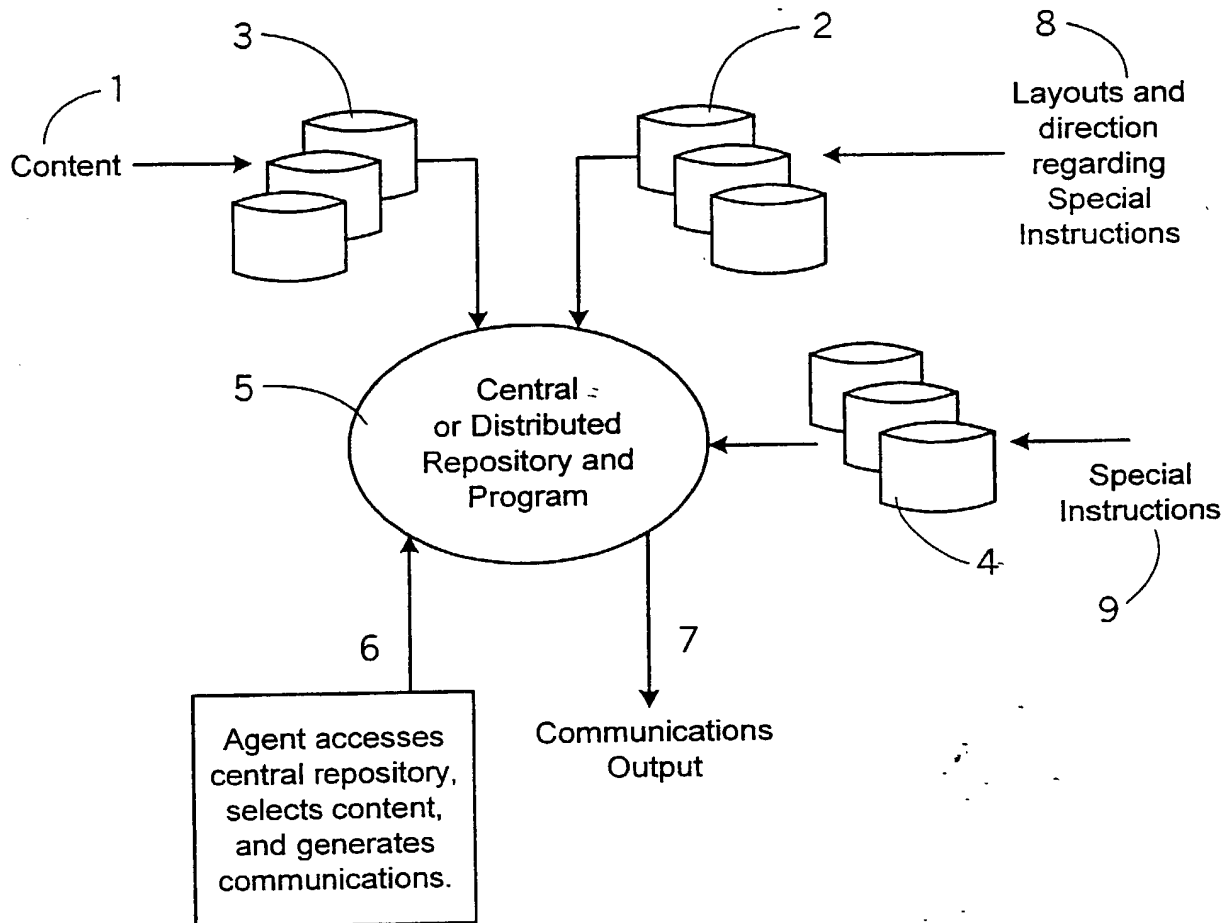 3
2
8
1
Content
Layouts and
direction
regarding
Special
Instructions
5
Central
or Distributed
Repository and
Program
Special
Instructions
4
9
6
7
Agent accesses
central repository,
selects content,
and generates
communications.
Communications
Output